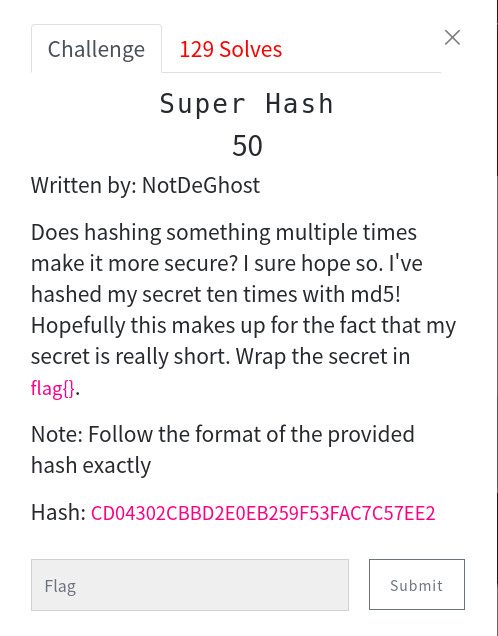 Challenge
129 Solves
Super Hash
50
Written by: NotDeGhost
Does hashing something multiple times
make it more secure? I sure hope so. I've
hashed my secret ten times with md5!
Hopefully this makes up for the fact that my
secret is really short. Wrap the secret in
flag{}.
Note: Follow the format of the provided
hash exactly
Hash: CD04302CBBD2E0EB259F53FAC7C57EE2
Flag
Submit